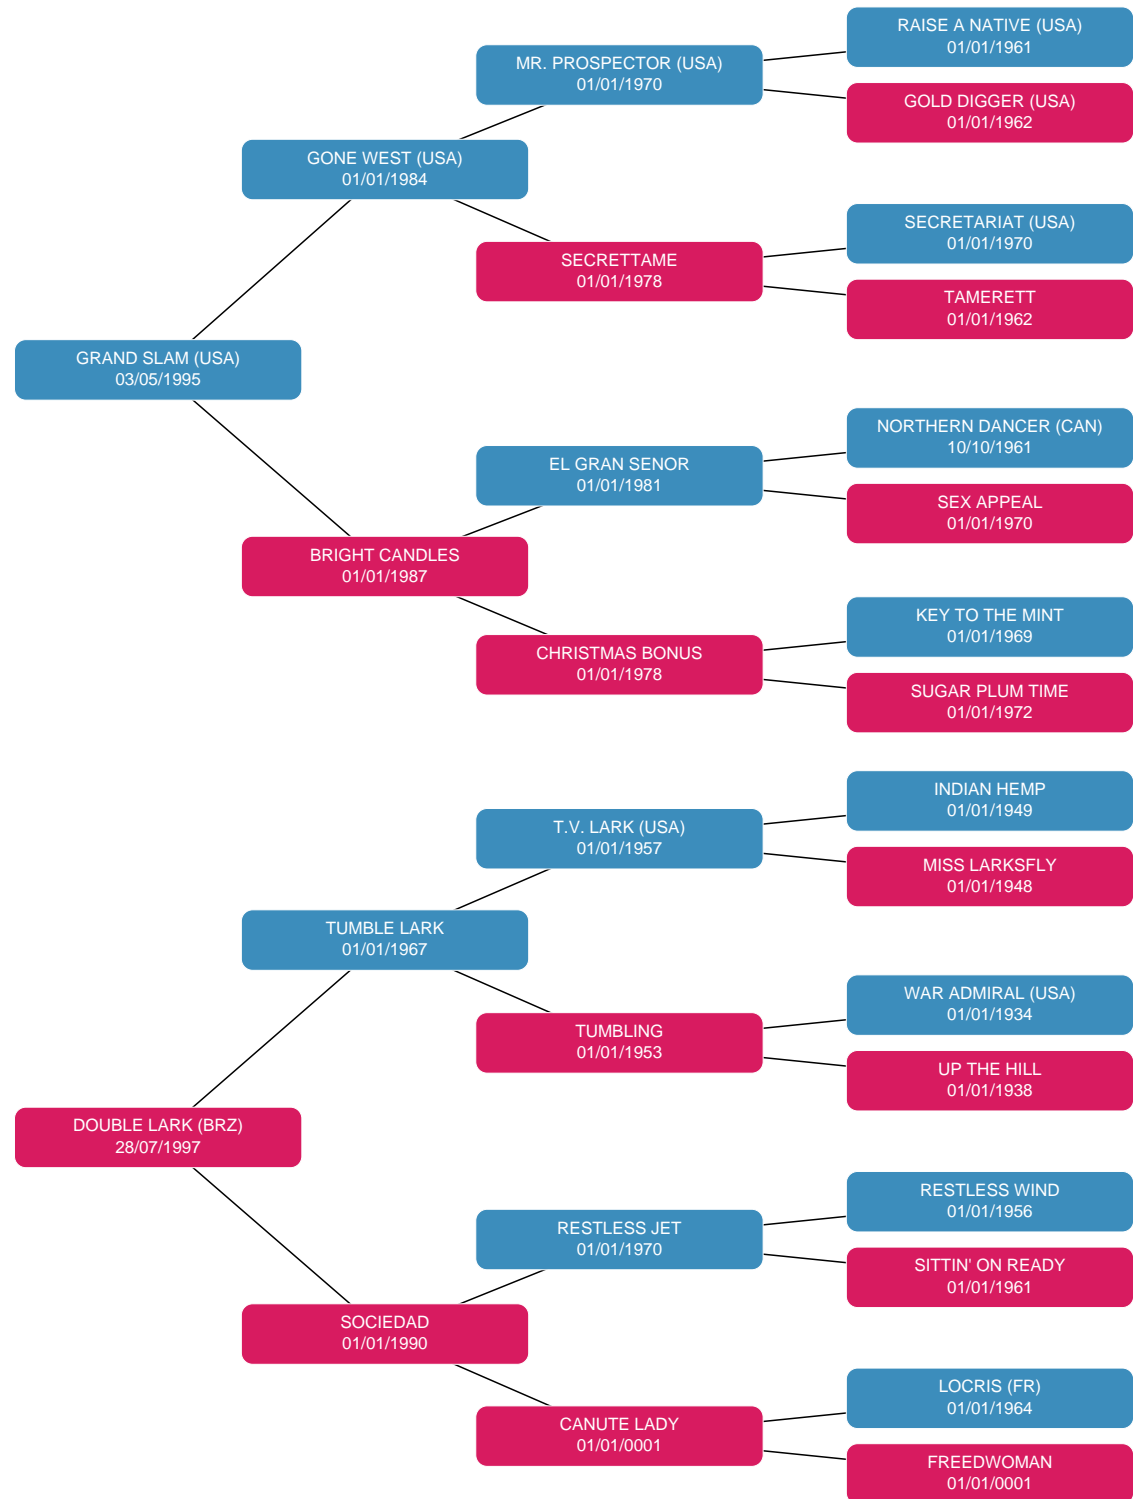 RAISE A NATIVE (USA)
01/01/1961
MR. PROSPECTOR (USA)
01/01/1970
GOLD DIGGER (USA)
01/01/1962
GONE WEST (USA)
01/01/1984
SECRETARIAT (USA)
01/01/1970
SECRETTAME
01/01/1978
TAMERETT
01/01/1962
GRAND SLAM (USA)
03/05/1995
NORTHERN DANCER (CAN)
10/10/1961
EL GRAN SENOR
01/01/1981
SEX APPEAL
01/01/1970
BRIGHT CANDLES
01/01/1987
KEY TO THE MINT
01/01/1969
CHRISTMAS BONUS
01/01/1978
SUGAR PLUM TIME
01/01/1972
INDIAN HEMP
01/01/1949
T.V. LARK (USA)
01/01/1957
MISS LARKSFLY
01/01/1948
TUMBLE LARK
01/01/1967
WAR ADMIRAL (USA)
01/01/1934
TUMBLING
01/01/1953
UP THE HILL
01/01/1938
DOUBLE LARK (BRZ)
28/07/1997
RESTLESS WIND
01/01/1956
RESTLESS JET
01/01/1970
SITTIN' ON READY
01/01/1961
SOCIEDAD
01/01/1990
LOCRIS (FR)
01/01/1964
CANUTE LADY
01/01/0001
FREEDWOMAN
01/01/0001